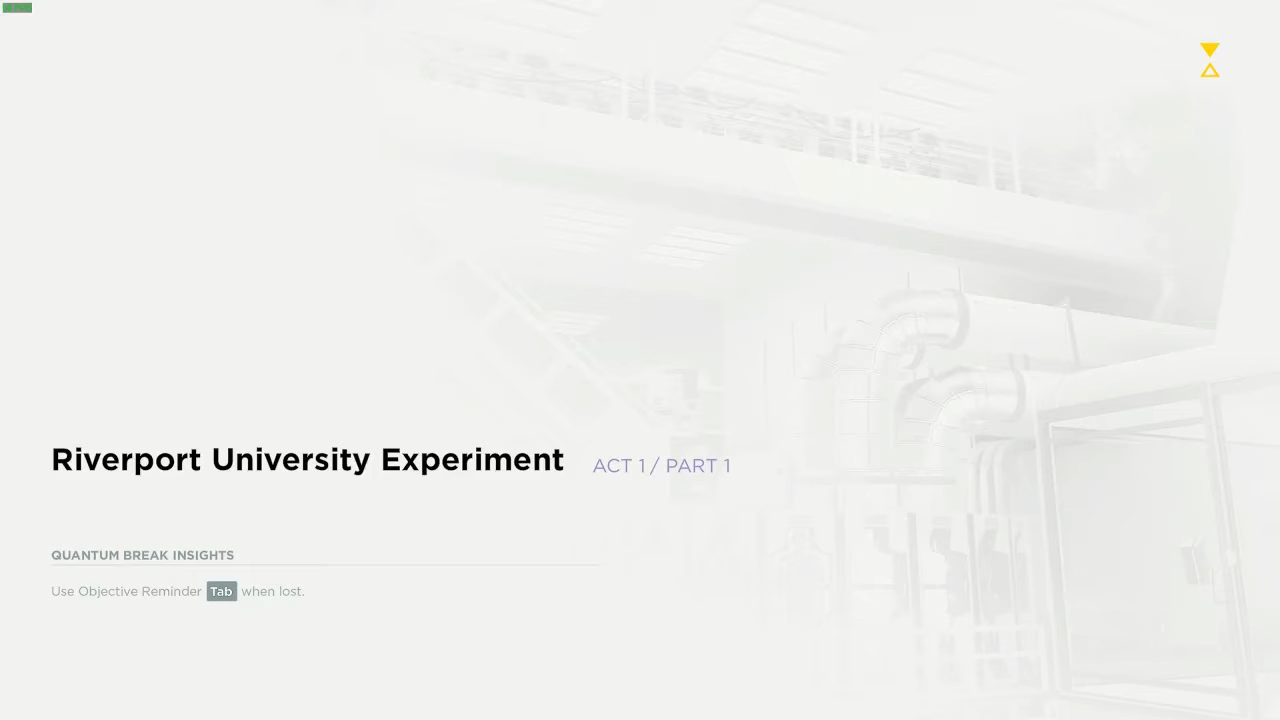 Riverport University Experiment ACT 1 / PART 1
QUANTUM BREAK INSIGHTS
Use Objective Reminder Tab when lost.